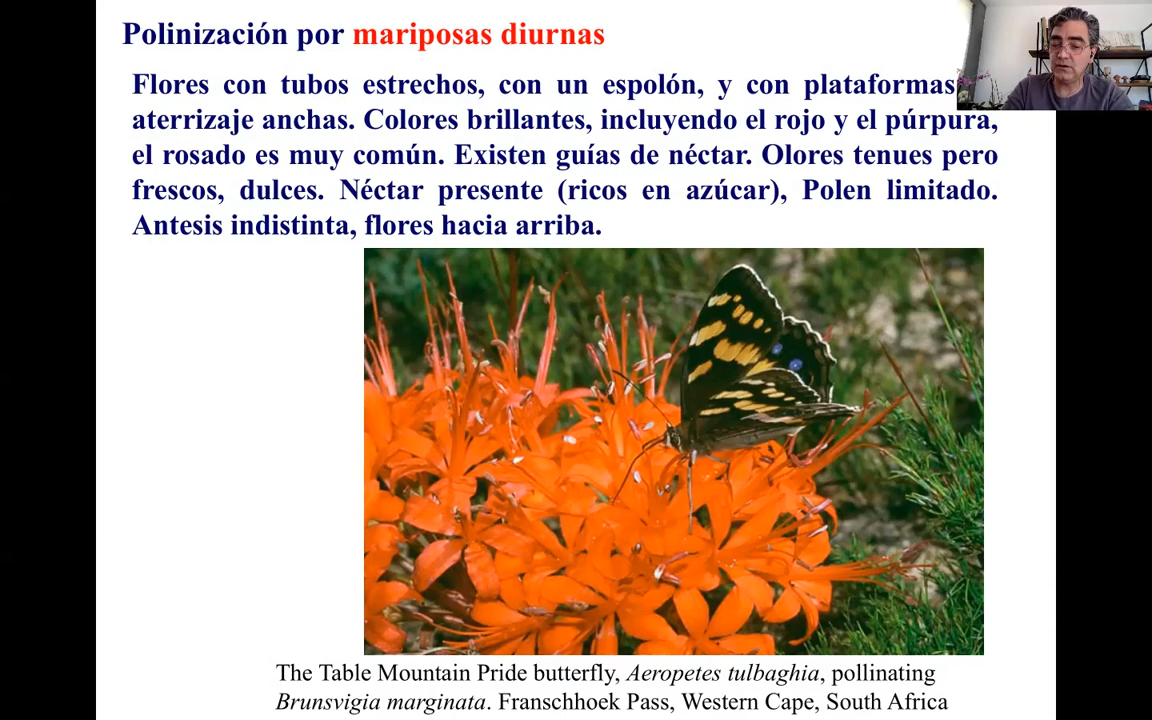 Polinización por mariposas diurnas
Flores con tubos estrechos, con un espolón, y con plataformas
aterrizaje anchas. Colores brillantes, incluyendo el rojo y el púrpura,
el rosado es muy común. Existen guías de néctar. Olores tenues pero
frescos, dulces. Néctar presente (ricos en azúcar), Polen limitado.
Antesis indistinta, flores hacia arriba.
The Table Mountain Pride butterfly, Aeropetes tulbaghia, pollinating
Brunsvigia marginata. Franschhoek Pass, Western Cape, South Africa